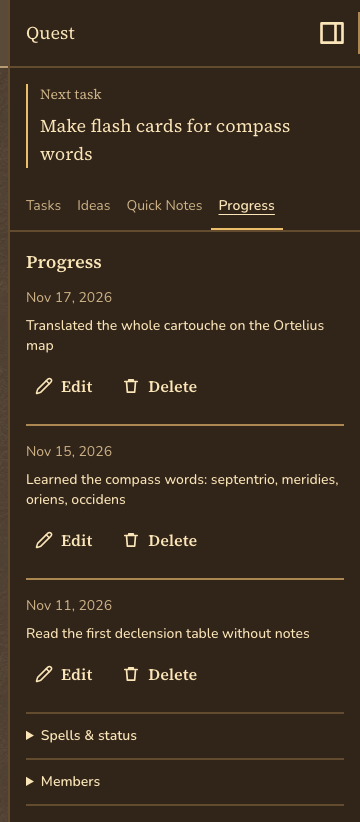 Quest
Next task
Make flash cards for compass
words
Tasks Ideas Quick Notes Progress
Progress
Nov 17, 2026
Translated the whole cartouche on the Ortelius
map
Edit Delete
Nov 15, 2026
Learned the compass words: septentrio, meridies,
oriens, occidens
Edit Delete
Nov 11, 2026
Read the first declension table without notes
Edit Delete
Spells & status
Members